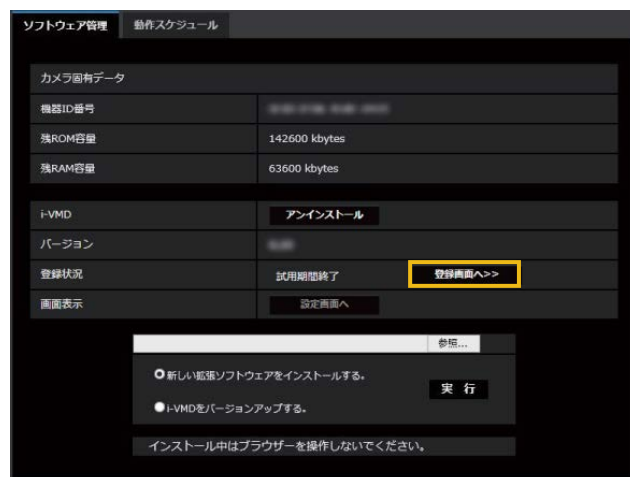 ソフトウェア管理 動作スケジュール
カメラ固有データ
機器ID番号
残ROM容量 142600 kbytes
残RAM容量 63600 kbytes
i-VMD アンインストール
バージョン
登録状況 試用期間終了 登録画面へ>>
画面表示 設定画面へ
参照...
新しい拡張ソフトウェアをインストールする。
実 行
i-VMDをバージョンアップする。
インストール中はブラウザーを操作しないでください。